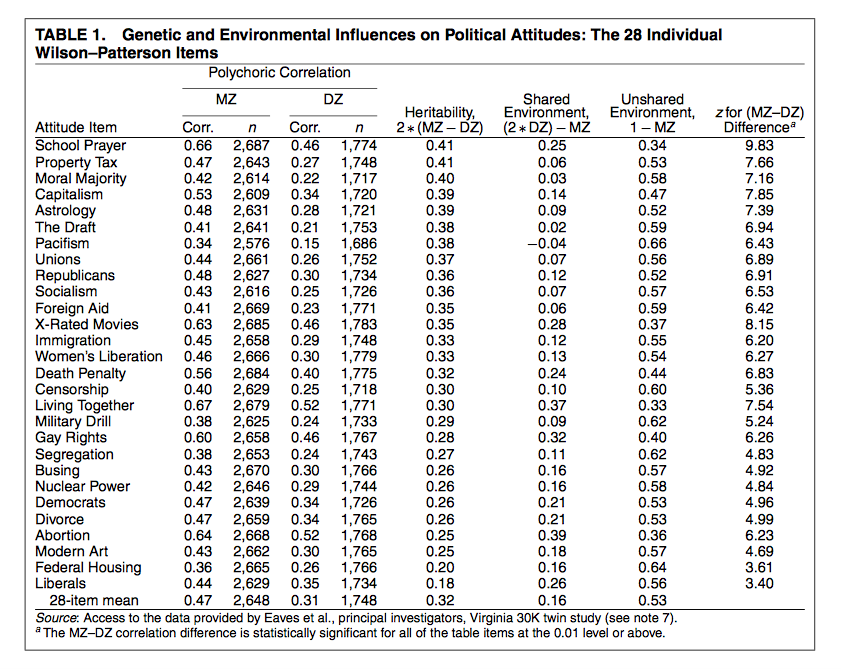 TABLE 1. Genetic and Environmental Influences on Political Attitudes: The 28 Individual
Wilson–Patterson Items
Polychoric Correlation
MZ DZ Heritability, Shared Environment, Unshared Environment, z for (MZ–DZ)
Attitude Item Corr. n Corr. n 2∗(MZ − DZ) (2∗DZ) − MZ 1 − MZ Differenceª
School Prayer 0.66 2,687 0.46 1,774 0.41 0.25 0.34 9.83
Property Tax 0.47 2,643 0.27 1,748 0.41 0.06 0.53 7.66
Moral Majority 0.42 2,614 0.22 1,717 0.40 0.03 0.58 7.16
Capitalism 0.53 2,609 0.34 1,720 0.39 0.14 0.47 7.85
Astrology 0.48 2,631 0.28 1,721 0.39 0.09 0.52 7.39
The Draft 0.41 2,641 0.21 1,753 0.38 0.02 0.59 6.94
Pacifism 0.34 2,576 0.15 1,686 0.38 −0.04 0.66 6.43
Unions 0.44 2,661 0.26 1,752 0.37 0.07 0.56 6.89
Republicans 0.48 2,627 0.30 1,734 0.36 0.12 0.52 6.91
Socialism 0.43 2,616 0.25 1,726 0.36 0.07 0.57 6.53
Foreign Aid 0.41 2,669 0.23 1,771 0.35 0.06 0.59 6.42
X-Rated Movies 0.63 2,685 0.46 1,783 0.35 0.28 0.37 8.15
Immigration 0.45 2,658 0.29 1,748 0.33 0.12 0.55 6.20
Women's Liberation 0.46 2,666 0.30 1,779 0.33 0.13 0.54 6.27
Death Penalty 0.56 2,684 0.40 1,775 0.32 0.24 0.44 6.83
Censorship 0.40 2,629 0.25 1,718 0.30 0.10 0.60 5.36
Living Together 0.67 2,679 0.52 1,771 0.30 0.37 0.33 7.54
Military Drill 0.38 2,625 0.24 1,733 0.29 0.09 0.62 5.24
Gay Rights 0.60 2,658 0.46 1,767 0.28 0.32 0.40 6.26
Segregation 0.38 2,653 0.24 1,743 0.27 0.11 0.62 4.83
Busing 0.43 2,670 0.30 1,766 0.26 0.16 0.57 4.92
Nuclear Power 0.42 2,646 0.29 1,744 0.26 0.16 0.58 4.84
Democrats 0.47 2,639 0.34 1,726 0.26 0.21 0.53 4.96
Divorce 0.47 2,659 0.34 1,765 0.26 0.21 0.53 4.99
Abortion 0.64 2,668 0.52 1,768 0.25 0.39 0.36 6.23
Modern Art 0.43 2,662 0.30 1,765 0.25 0.18 0.57 4.69
Federal Housing 0.36 2,665 0.26 1,766 0.20 0.16 0.64 3.61
Liberals 0.44 2,629 0.35 1,734 0.18 0.26 0.56 3.40
28-item mean 0.47 2,648 0.31 1,748 0.32 0.16 0.53
Source: Access to the data provided by Eaves et al., principal investigators, Virginia 30K twin study (see note 7).
ª The MZ–DZ correlation difference is statistically significant for all of the table items at the 0.01 level or above.